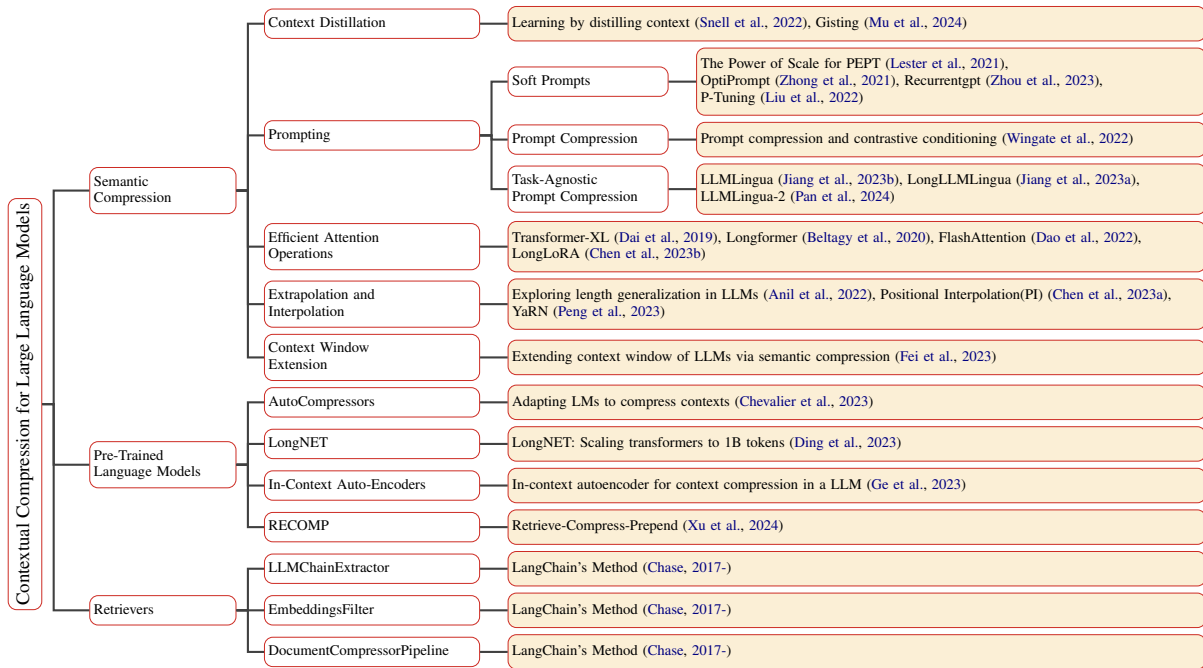 Contextual Compression for Large Language Models
Semantic
Compression
Context Distillation
Learning by distilling context (Snell et al., 2022), Gisting (Mu et al., 2024)
Prompting
Soft Prompts
The Power of Scale for PEPT (Lester et al., 2021),
OptiPrompt (Zhong et al., 2021), Recurrentgpt (Zhou et al., 2023),
P-Tuning (Liu et al., 2022)
Prompt Compression
Prompt compression and contrastive conditioning (Wingate et al., 2022)
Task-Agnostic
Prompt Compression
LLMLingua (Jiang et al., 2023b), LongLLMLingua (Jiang et al., 2023a),
LLMLingua-2 (Pan et al., 2024)
Efficient Attention
Operations
Transformer-XL (Dai et al., 2019), Longformer (Beltagy et al., 2020), FlashAttention (Dao et al., 2022),
LongLoRA (Chen et al., 2023b)
Extrapolation and
Interpolation
Exploring length generalization in LLMs (Anil et al., 2022), Positional Interpolation(PI) (Chen et al., 2023a),
YaRN (Peng et al., 2023)
Context Window
Extension
Extending context window of LLMs via semantic compression (Fei et al., 2023)
Pre-Trained
Language Models
AutoCompressors
Adapting LMs to compress contexts (Chevalier et al., 2023)
LongNET
LongNET: Scaling transformers to 1B tokens (Ding et al., 2023)
In-Context Auto-Encoders
In-context autoencoder for context compression in a LLM (Ge et al., 2023)
RECOMP
Retrieve-Compress-Prepend (Xu et al., 2024)
Retrievers
LLMChainExtractor
LangChain's Method (Chase, 2017-)
EmbeddingsFilter
LangChain's Method (Chase, 2017-)
DocumentCompressorPipeline
LangChain's Method (Chase, 2017-)